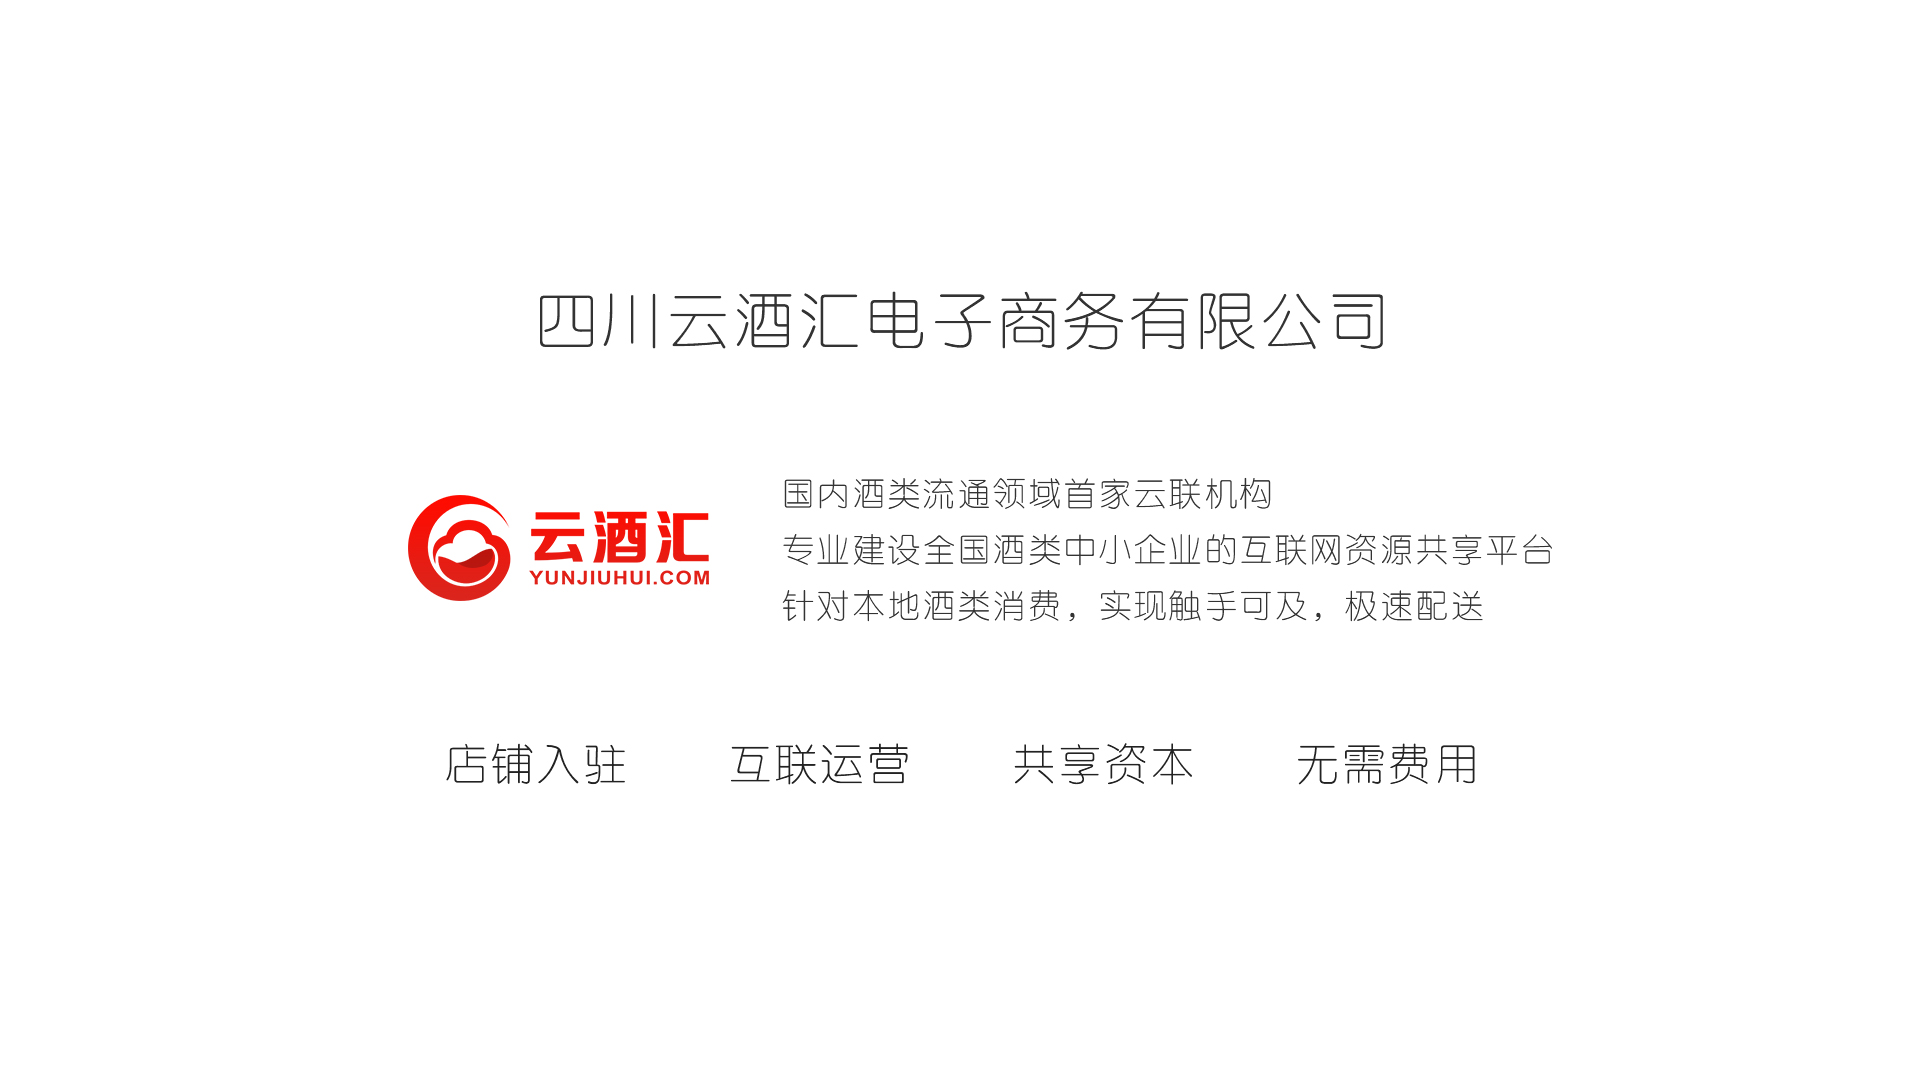 四川云酒汇电子商务有限公司
国内酒类流通领域首家云联机构
专业建设全国酒类中小企业的互联网资源共享平台
针对本地酒类消费，实现触手可及，极速配送
云酒汇
YUNJIUHUI.COM
店铺入驻 互联运营 共享资本 无需费用